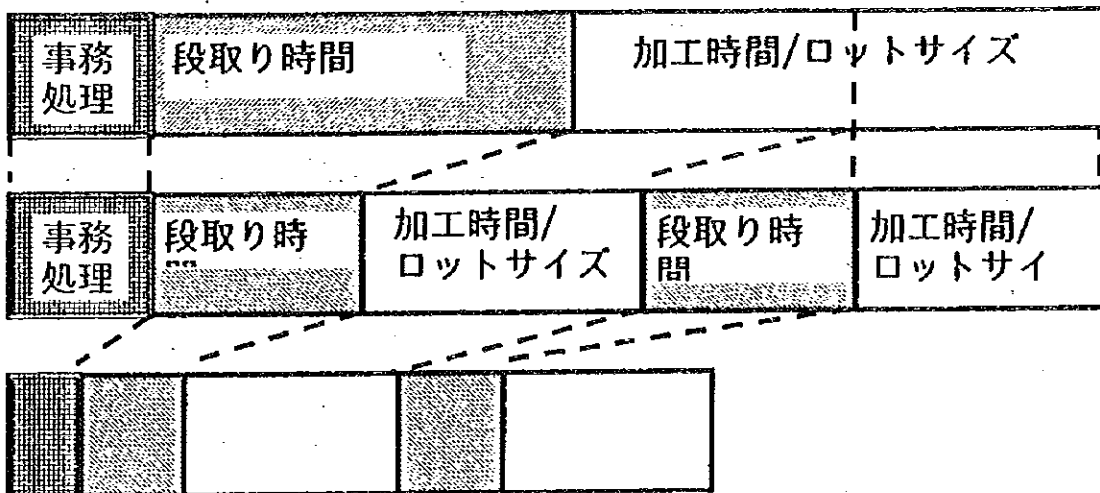 事務
処理
段取り時間
加工時間/ロットサイズ
事務
処理
段取り時
加工時間/
ロットサイズ
段取り時
間
加工時間/
ロットサイ